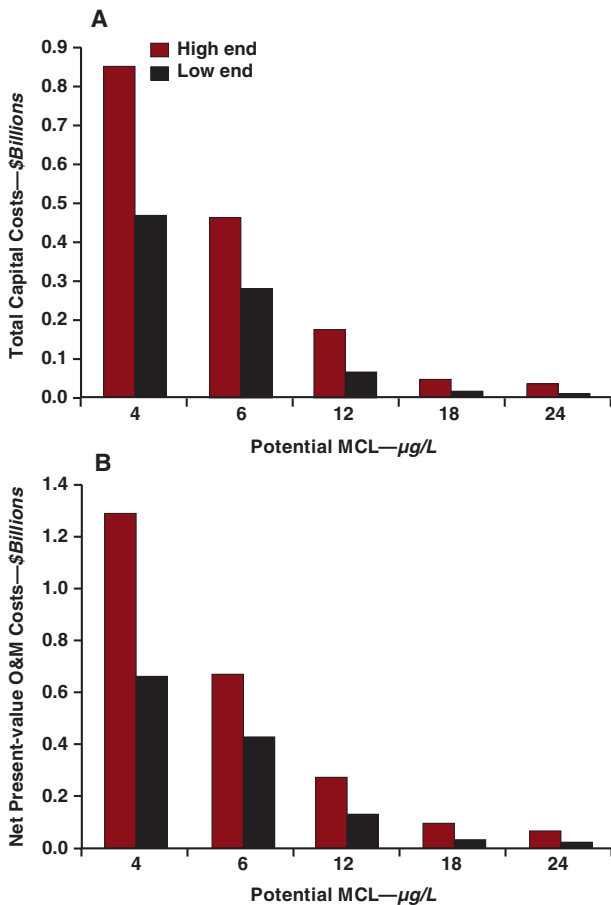 A
High end
Low end
Total Capital Costs—$Billions
0.9
0.8
0.7
0.6
0.5
0.4
0.3
0.2
0.1
0.0
4 6 12 18 24
Potential MCL—µg/L
B
Net Present-value O&M Costs—$Billions
1.4
1.2
1.0
0.8
0.6
0.4
0.2
0.0
4 6 12 18 24
Potential MCL—µg/L